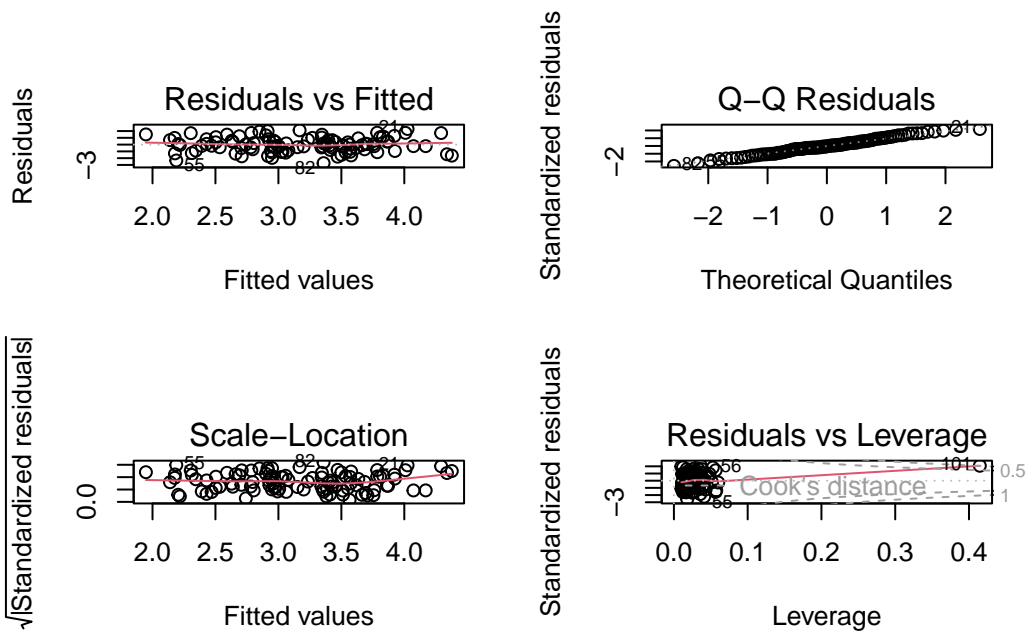 Residuals vs Fitted
Residuals
−3
21
55
82
2.0 2.5 3.0 3.5 4.0
Fitted values
Q−Q Residuals
Standardized residuals
−2
21
82
−2 −1 0 1 2
Theoretical Quantiles
Scale−Location
√|Standardized residuals|
0.0
55
82
21
2.0 2.5 3.0 3.5 4.0
Fitted values
Residuals vs Leverage
Standardized residuals
−3
56
101
55
Cook's distance
0.5
1
0.0 0.1 0.2 0.3 0.4
Leverage